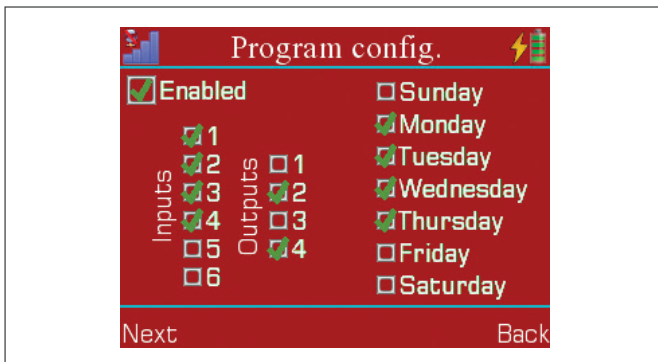 Program config.
Enabled
Inputs
1
2
3
4
5
6
Outputs
1
2
3
4
Sunday
Monday
Tuesday
Wednesday
Thursday
Friday
Saturday
Next
Back